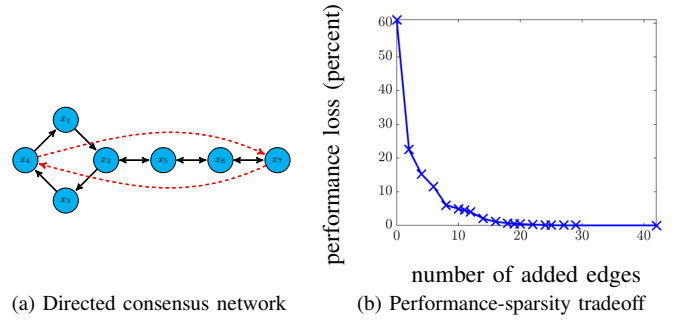 x₁
x₄
x₂
x₅
x₆
x₇
x₃
performance loss (percent)
60
50
40
30
20
10
0
0
10
20
30
40
number of added edges
(a) Directed consensus network
(b) Performance-sparsity tradeoff